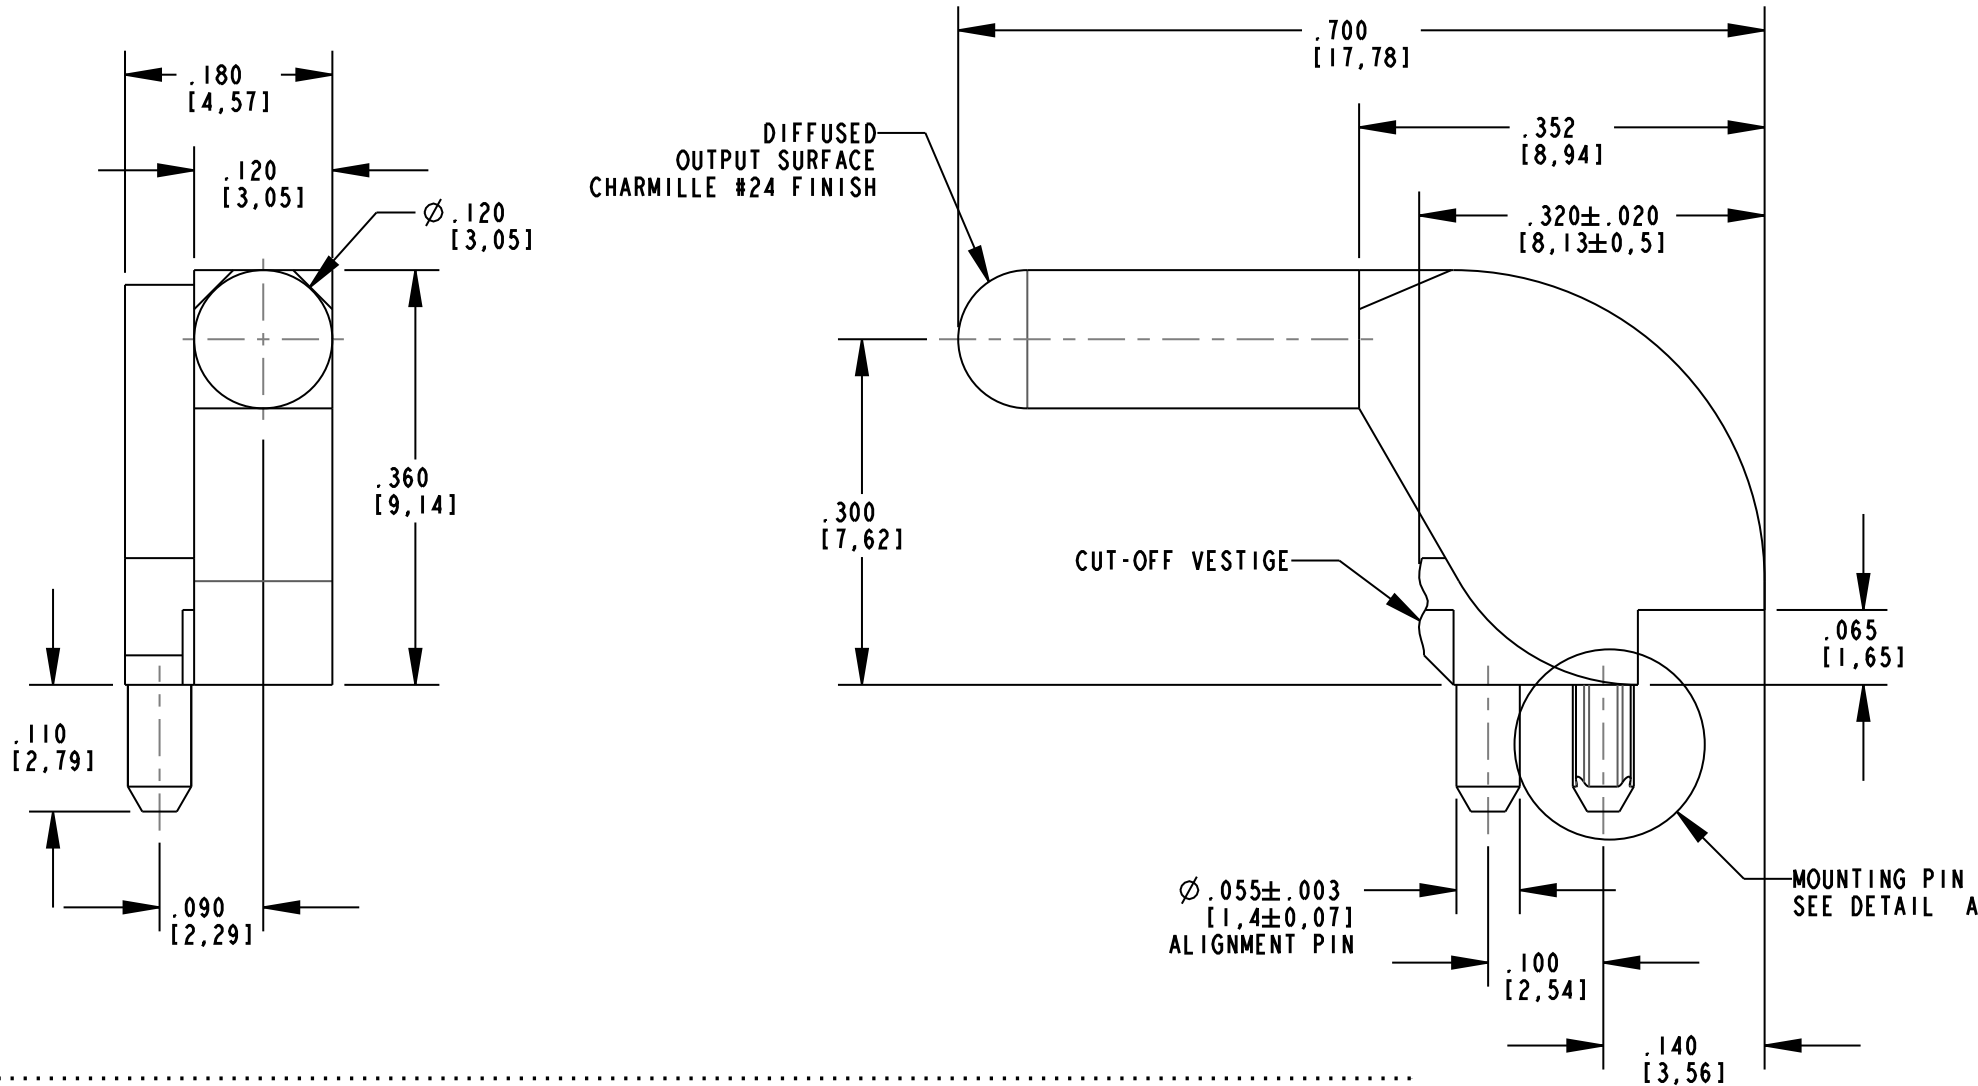 .180
[4,57]
.120
[3,05]
Ø .120
[3,05]
.360
[9,14]
.110
[2,79]
.090
[2,29]
.700
[17,78]
DIFFUSED
OUTPUT SURFACE
CHARMILLE #24 FINISH
.352
[8,94]
.320±.020
[8,13±0,5]
.300
[7,62]
CUT-OFF VESTIGE
.065
[1,65]
MOUNTING PIN
SEE DETAIL A
Ø .055±.003
[1,4±0,07]
ALIGNMENT PIN
.100
[2,54]
.140
[3,56]